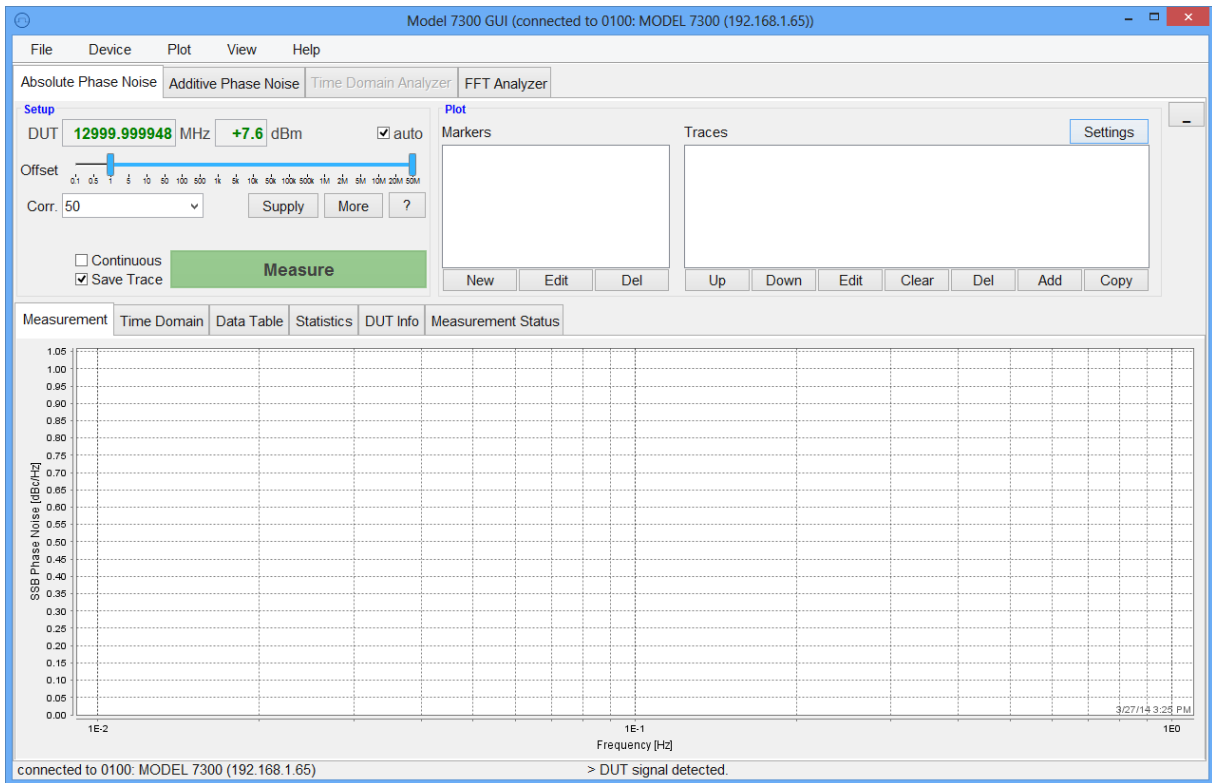 Model 7300 GUI (connected to 0100: MODEL 7300 (192.168.1.65))
File Device Plot View Help
Absolute Phase Noise Additive Phase Noise Time Domain Analyzer FFT Analyzer
Setup
DUT 12999.999948 MHz +7.6 dBm auto
Offset
0.1 0.5 1 5 10 50 100 500 1k 5k 10k 50k 100k 500k 1M 2M 5M 10M 20M 50M
Corr. 50 Supply More ?
Continuous
Save Trace
Measure
Plot
Markers Traces Settings
New Edit Del Up Down Edit Clear Del Add Copy
Measurement Time Domain Data Table Statistics DUT Info Measurement Status
SSB Phase Noise [dBc/Hz]
1.05
1.00
0.95
0.90
0.85
0.80
0.75
0.70
0.65
0.60
0.55
0.50
0.45
0.40
0.35
0.30
0.25
0.20
0.15
0.10
0.05
0.00
3/27/14 3:25 PM
1E-2 1E-1 1E0
Frequency [Hz]
connected to 0100: MODEL 7300 (192.168.1.65) > DUT signal detected.